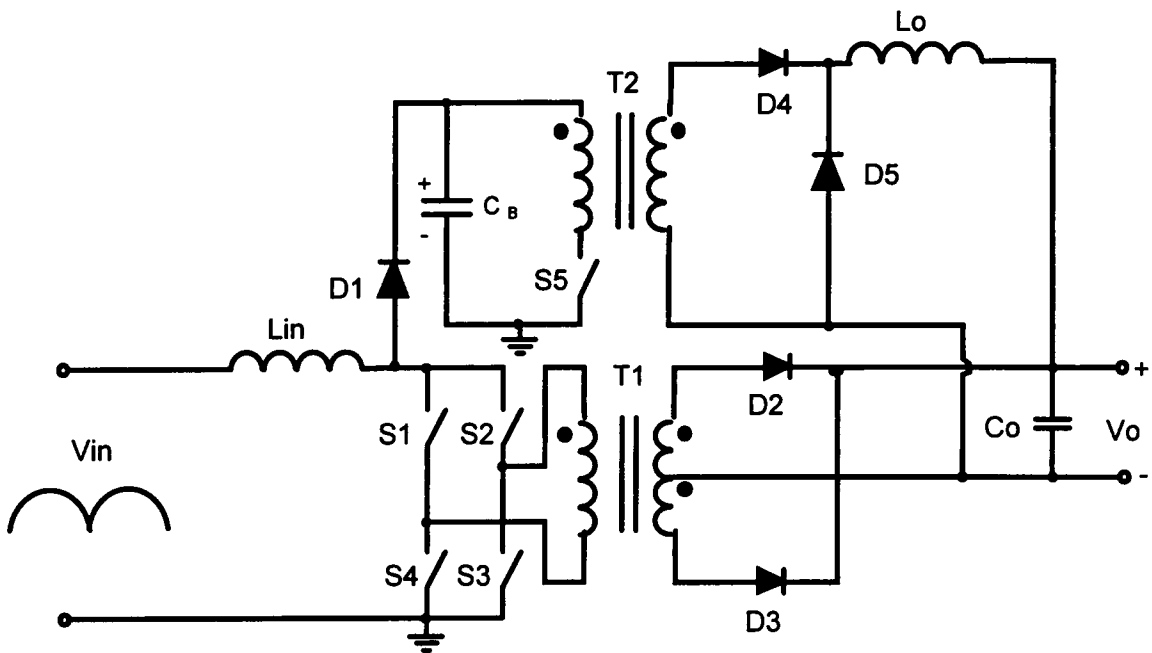 Lo
T2
D4
+
C B
-
D5
S5
D1
Lin
T1
D2
+
S1
S2
Co
Vo
Vin
-
S4
S3
D3